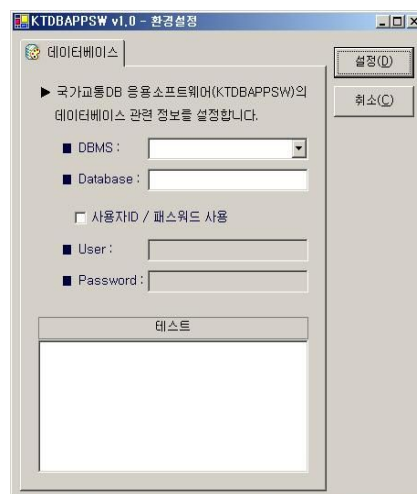 KTDBAPPSW v1.0 - 환경설정
데이터베이스
설정(D)
취소(C)
▶ 국가교통DB 응용소프트웨어(KTDBAPPSW)의
데이터베이스 관련 정보를 설정합니다.
■ DBMS :
■ Database :
사용자ID / 패스워드 사용
■ User :
■ Password :
테스트